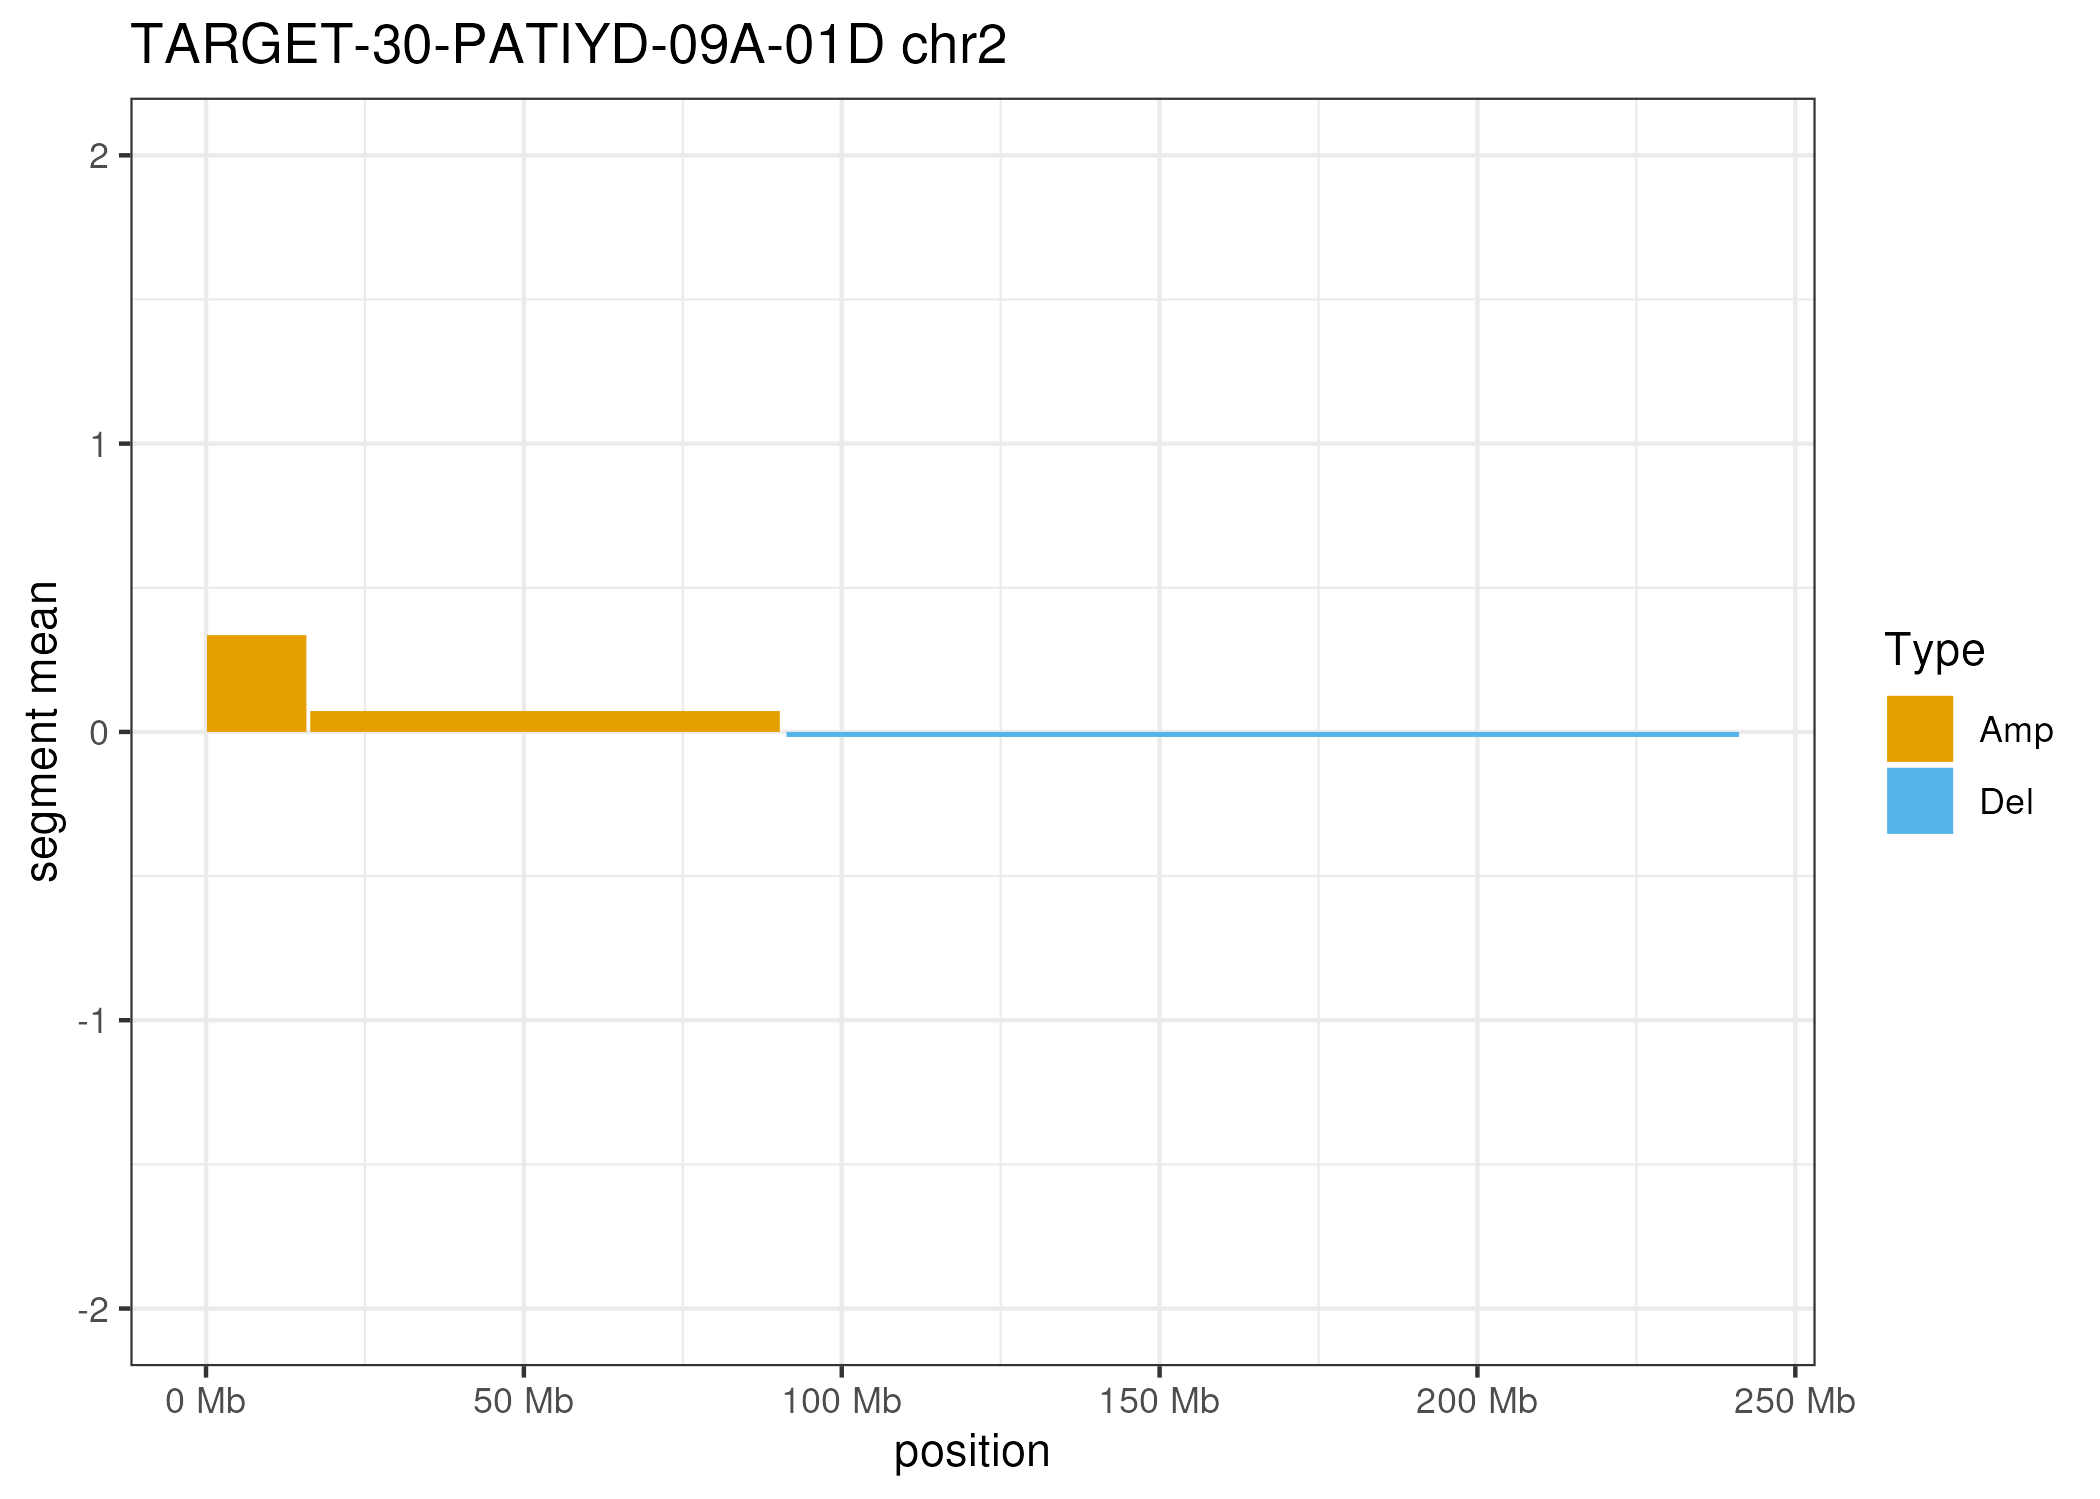 TARGET-30-PATIYD-09A-01D chr2
2
1
0
-1
-2
segment mean
0 Mb
50 Mb
100 Mb
150 Mb
200 Mb
250 Mb
position
Type
Amp
Del